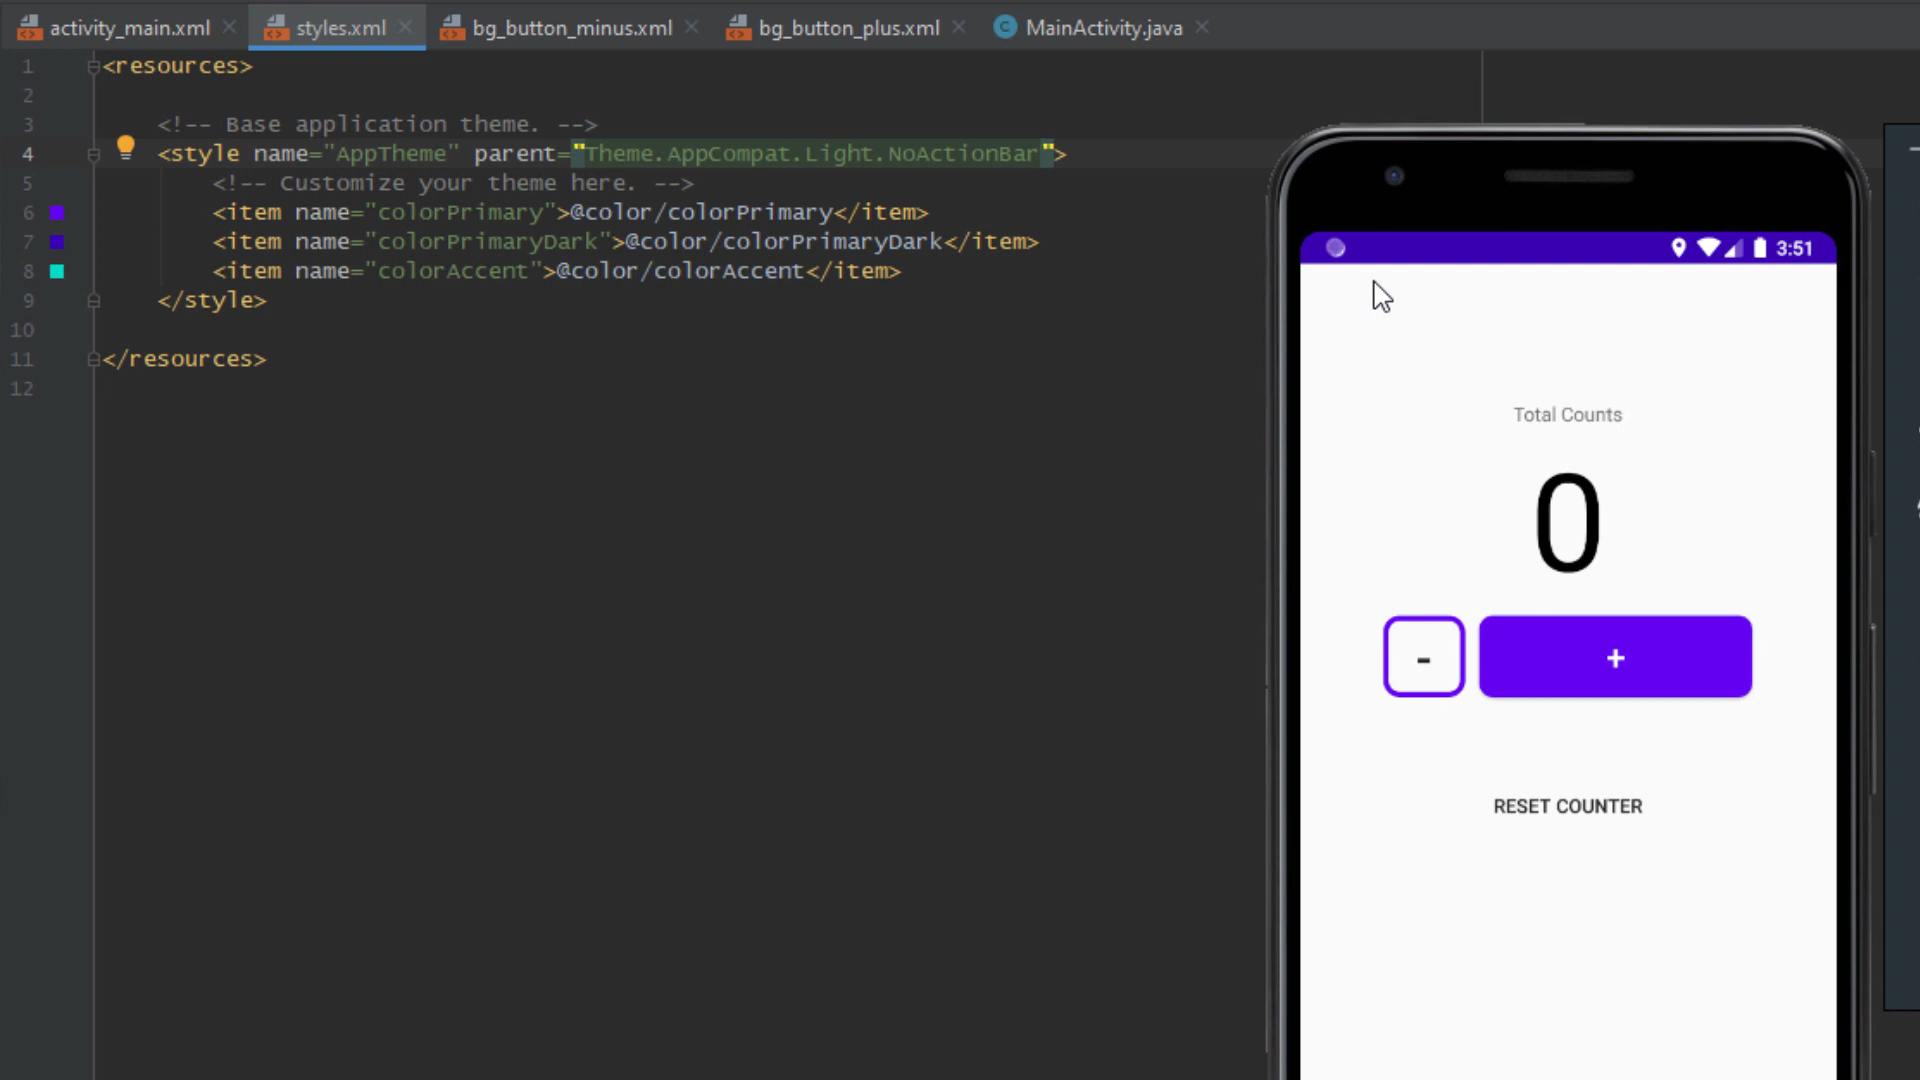 activity_main.xml styles.xml bg_button_minus.xml bg_button_plus.xml MainActivity.java
1 <resources>
2
3 <!-- Base application theme. -->
4 <style name="AppTheme" parent="Theme.AppCompat.Light.NoActionBar">
5 <!-- Customize your theme here. -->
6 <item name="colorPrimary">@color/colorPrimary</item>
7 <item name="colorPrimaryDark">@color/colorPrimaryDark</item>
8 <item name="colorAccent">@color/colorAccent</item>
9 </style>
10
11 </resources>
12
3:51
Total Counts
0
- +
RESET COUNTER